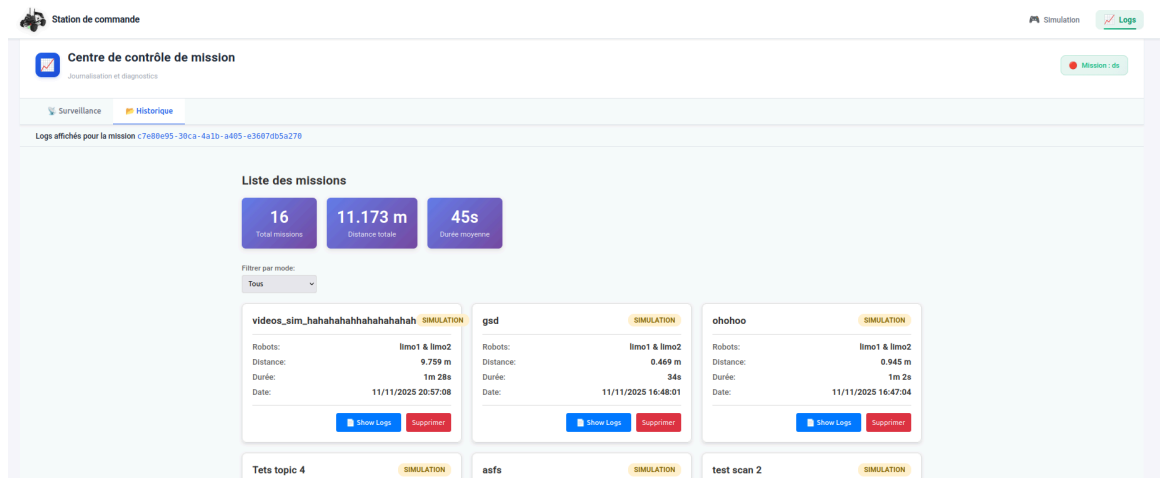 Station de commande
Simulation
Logs
Centre de contrôle de mission
Journalisation et diagnostics
Mission : ds
Surveillance
Historique
Logs affichés pour la mission c7e80e95-30ca-4a1b-a405-e3607db5a270
Liste des missions
16
Total missions
11.173 m
Distance totale
45s
Durée moyenne
Filtrer par mode:
Tous
videos_sim_hahahahahhahahahahah SIMULATION
Robots: limo1 & limo2
Distance: 9.759 m
Durée: 1m 28s
Date: 11/11/2025 20:57:08
Show Logs Supprimer
gsd SIMULATION
Robots: limo1 & limo2
Distance: 0.469 m
Durée: 34s
Date: 11/11/2025 16:48:01
Show Logs Supprimer
ohohoo SIMULATION
Robots: limo1 & limo2
Distance: 0.945 m
Durée: 1m 2s
Date: 11/11/2025 16:47:04
Show Logs Supprimer
Tets topic 4 SIMULATION
asfs SIMULATION
test scan 2 SIMULATION